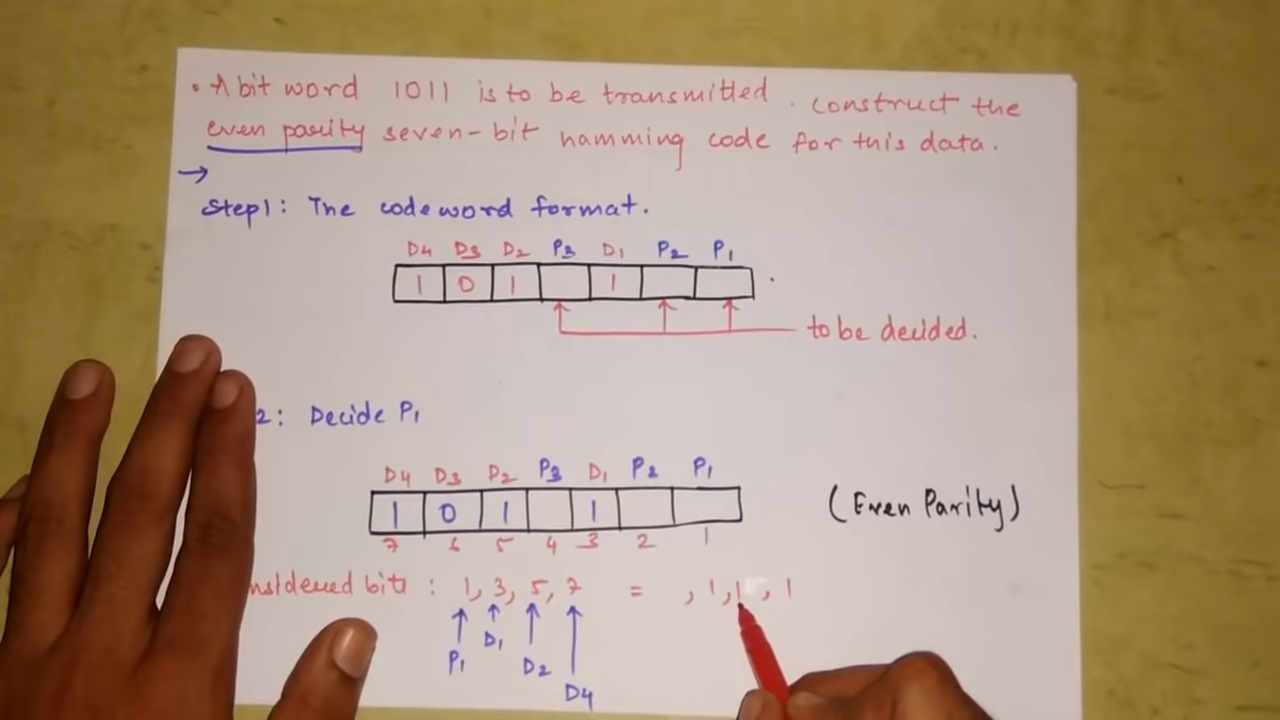 • A bit word 1011 is to be transmitted. construct the
even parity seven-bit hamming code for this data.
→
Step1: The codeword format.
D4 D3 D2 P3 D1 P2 P1
1 0 1 1
to be decided.
2: Decide P1
D4 D3 D2 P3 D1 P2 P1
1 0 1 1
(Even Parity)
7 6 5 4 3 2 1
nsidered bits : 1, 3, 5, 7 = , 1, 1 , 1
P1 D1 D2 D4